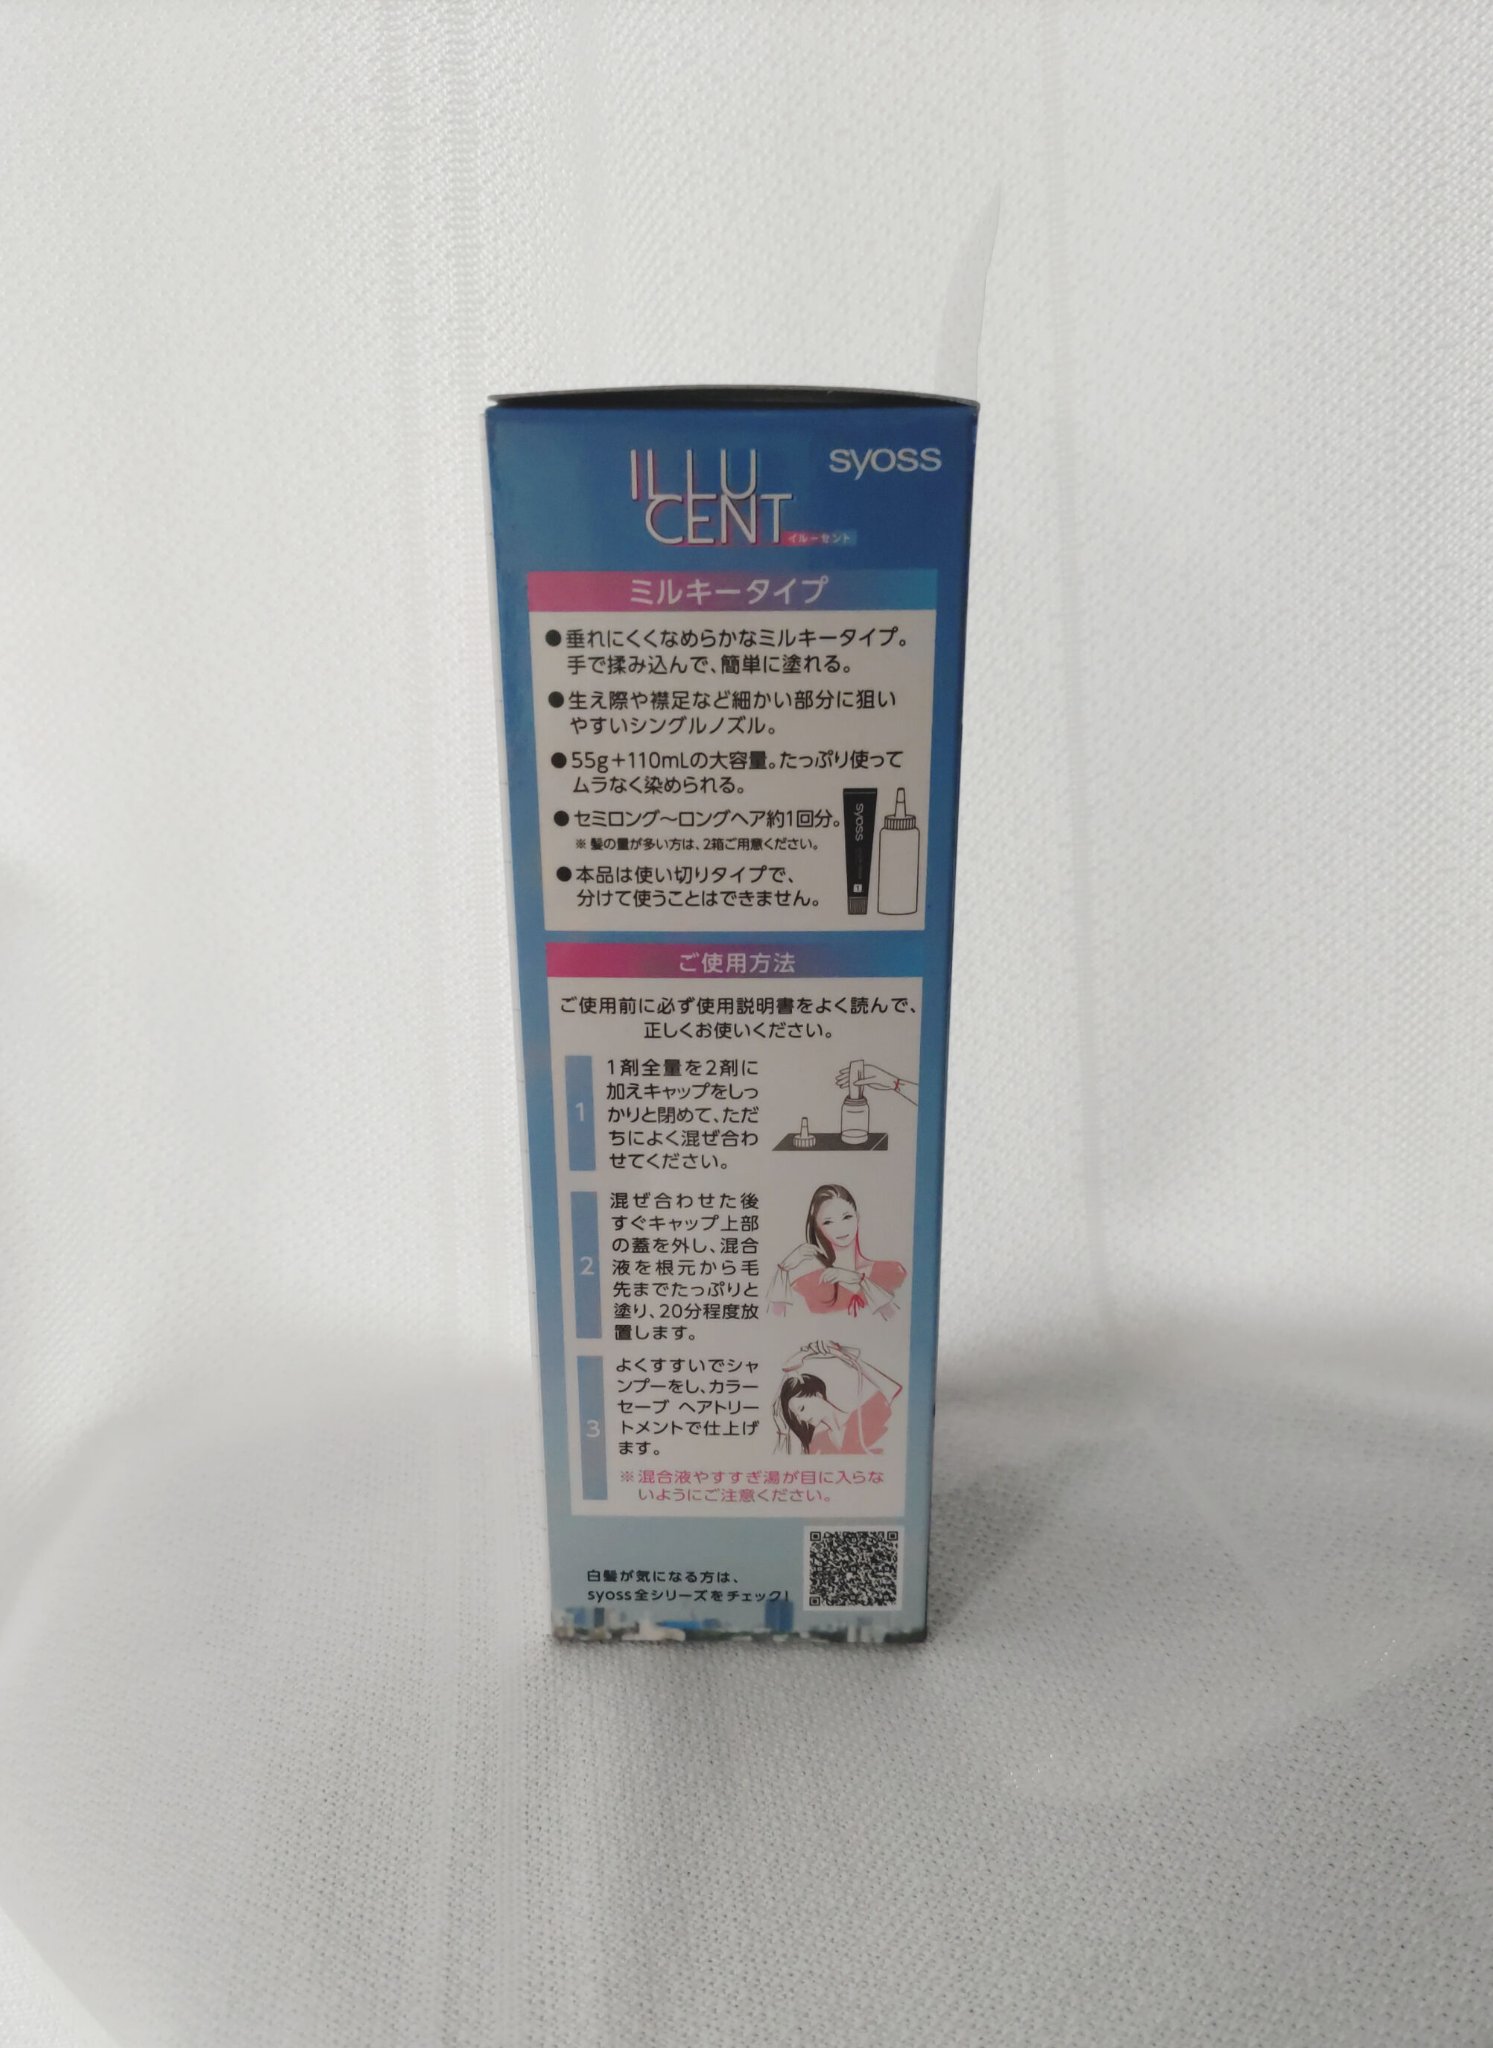 ILLU
CENT
イルーセント
syoss
ミルキータイプ
●垂れにくくなめらかなミルキータイプ。
手で揉み込んで、簡単に塗れる。
●生え際や襟足など細かい部分に狙い
やすいシングルノズル。
●55g+110mLの大容量。たっぷり使って
ムラなく染められる。
●セミロング〜ロングヘア約1回分。
※髪の量が多い方は、2箱ご用意ください。
●本品は使い切りタイプで、
分けて使うことはできません。
syoss
1
ご使用方法
ご使用前に必ず使用説明書をよく読んで、
正しくお使いください。
1
1剤全量を2剤に
加えキャップをしっ
かりと閉めて、ただ
ちによく混ぜ合わ
せてください。
2
混ぜ合わせた後
すぐキャップ上部
の蓋を外し、混合
液を根元から毛
先までたっぷりと
塗り、20分程度放
置します。
3
よくすすいでシャ
ンプーをし、カラー
セーブ ヘアトリー
トメントで仕上げ
ます。
※混合液やすすぎ湯が目に入らな
いようにご注意ください。
白髪が気になる方は、
syoss全シリーズをチェック!